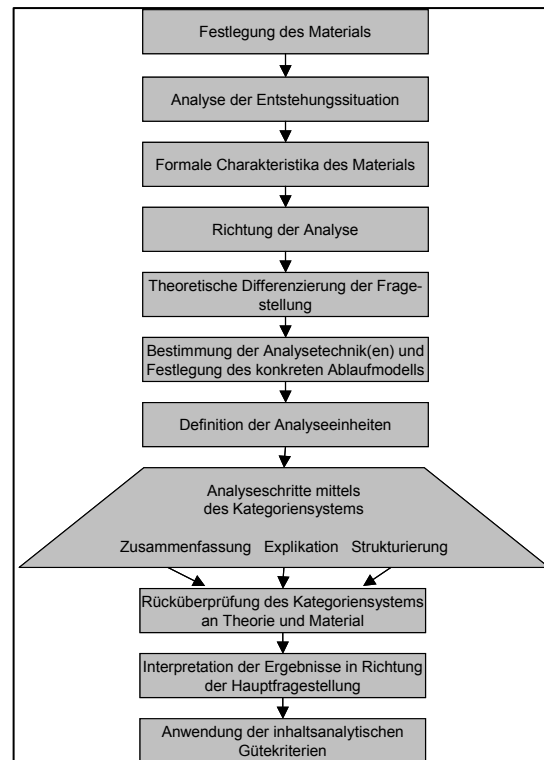 Festlegung des Materials
Analyse der Entstehungssituation
Formale Charakteristika des Materials
Richtung der Analyse
Theoretische Differenzierung der Frage-
stellung
Bestimmung der Analysetechnik(en) und
Festlegung des konkreten Ablaufmodells
Definition der Analyseeinheiten
Analyseschritte mittels
des Kategoriensystems
Zusammenfassung Explikation Strukturierung
Rücküberprüfung des Kategoriensystems
an Theorie und Material
Interpretation der Ergebnisse in Richtung
der Hauptfragestellung
Anwendung der inhaltsanalytischen
Gütekriterien